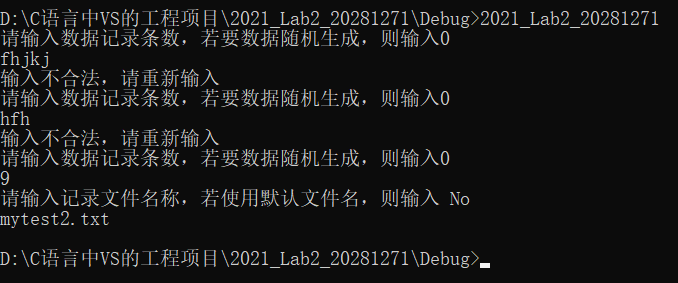 D:\C语言中VS的工程项目\2021_Lab2_20281271\Debug>2021_Lab2_20281271
请输入数据记录条数，若要数据随机生成，则输入0
fhjkj
输入不合法，请重新输入
请输入数据记录条数，若要数据随机生成，则输入0
hfh
输入不合法，请重新输入
请输入数据记录条数，若要数据随机生成，则输入0
9
请输入记录文件名称，若使用默认文件名，则输入 No
mytest2.txt
D:\C语言中VS的工程项目\2021_Lab2_20281271\Debug>